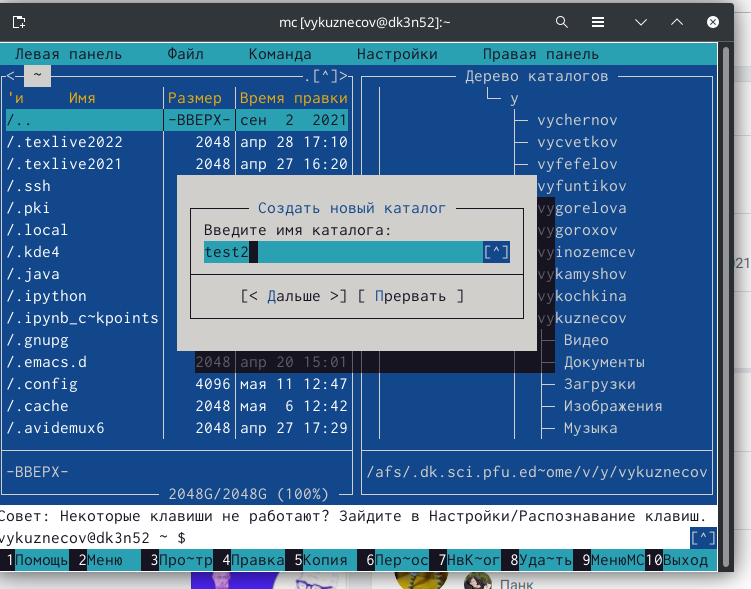 mc [vykuznecov@dk3n52]:~
Левая панель Файл Команда Настройки Правая панель
<─ ~ .[^]> Дерево каталогов
'и Имя Размер Время правки у
/.. -ВВЕРХ- сен 2 2021 vychernov
/.texlive2022 2048 апр 28 17:10 vycvetkov
/.texlive2021 2048 апр 27 16:20 vyfefelov
/.ssh vyfuntikov
/.pki Создать новый каталог vygorelova
/.local Введите имя каталога: vygoroxov
/.kde4 test2 [^] vyinozemcev
/.java vykamyshov
/.ipython [< Дальше >] [ Прервать ] vykochkina
/.ipynb_c~kpoints vykuznecov
/.gnupg Видео
/.emacs.d 2048 апр 20 15:01 Документы
/.config 4096 мая 11 12:47 Загрузки
/.cache 2048 мая 6 12:42 Изображения
/.avidemux6 2048 апр 27 17:29 Музыка
-ВВЕРХ- /afs/.dk.sci.pfu.ed~ome/v/y/vykuznecov
2048G/2048G (100%)
Совет: Некоторые клавиши не работают? Зайдите в Настройки/Распознавание клавиш.
vykuznecov@dk3n52 ~ $ [^]
1Помощь 2Меню 3Про~тр 4Правка 5Копия 6Пер~ос 7НвК~ог 8Уда~ть 9МенюMC 10Выход
21
Панк